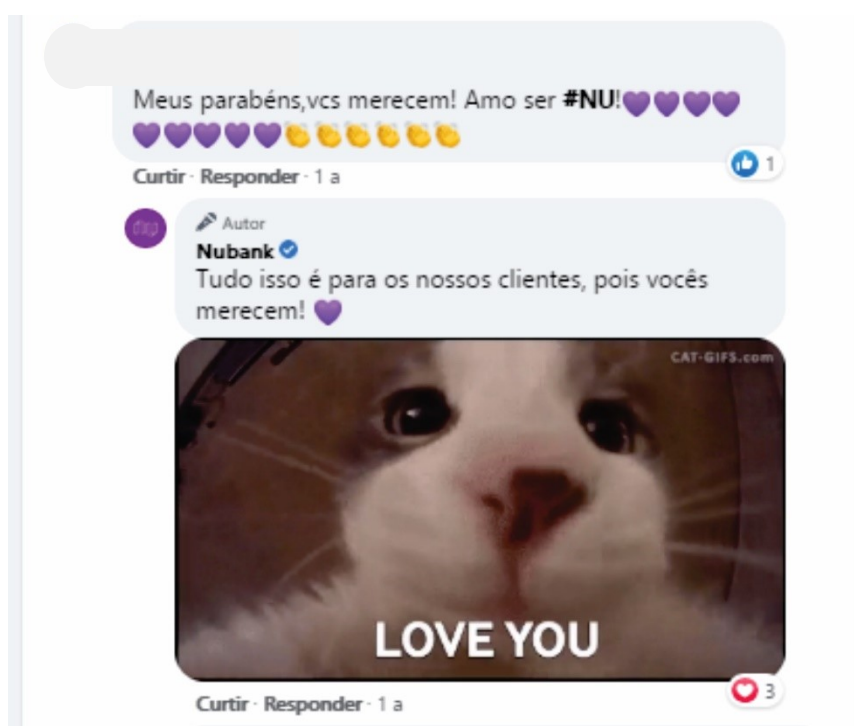 Meus parabéns,vcs merecem! Amo ser #NU!💜💜💜💜
💜💜💜💜💜👏👏👏👏👏👏
1
Curtir · Responder · 1 a
Autor
Nubank
Tudo isso é para os nossos clientes, pois vocês
merecem! 💜
CAT-GIFS.com
LOVE YOU
3
Curtir · Responder · 1 a